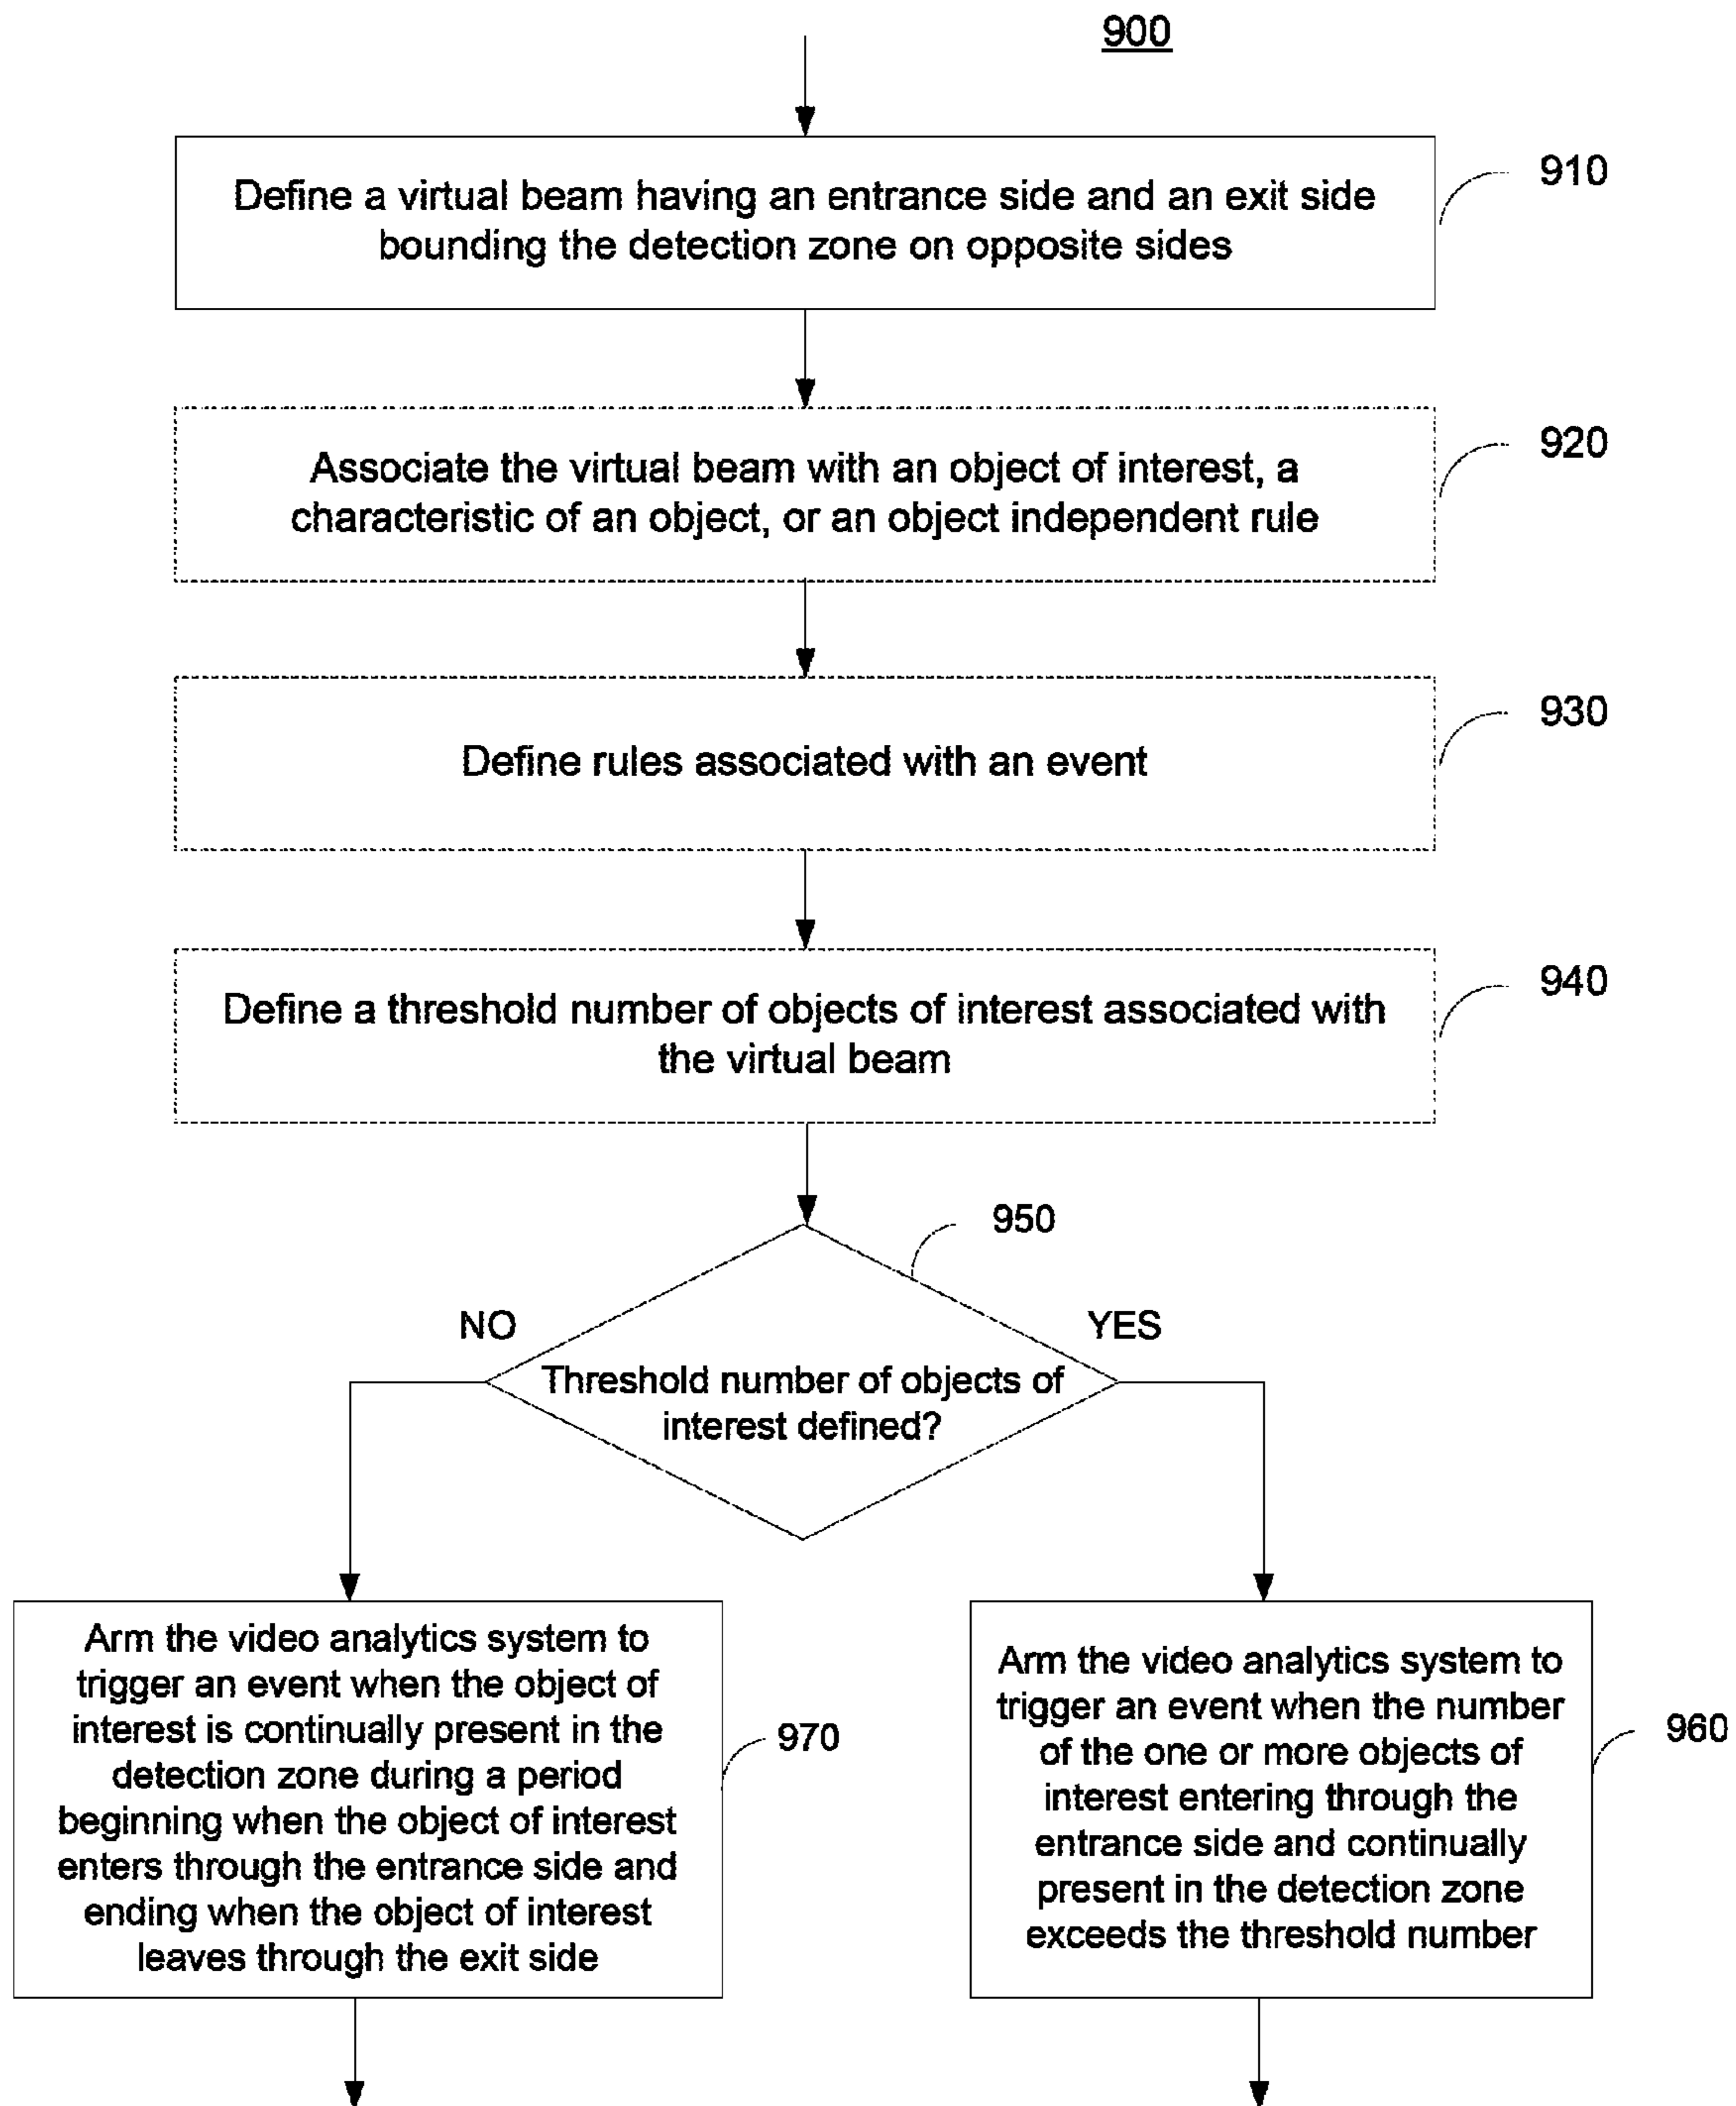 900
Define a virtual beam having an entrance side and an exit side
bounding the detection zone on opposite sides
910
Associate the virtual beam with an object of interest, a
characteristic of an object, or an object independent rule
920
Define rules associated with an event
930
Define a threshold number of objects of interest associated with
the virtual beam
940
950
NO
YES
Threshold number of objects of
interest defined?
Arm the video analytics system to
trigger an event when the object of
interest is continually present in the
detection zone during a period
beginning when the object of interest
enters through the entrance side and
ending when the object of interest
leaves through the exit side
970
Arm the video analytics system to
trigger an event when the number
of the one or more objects of
interest entering through the
entrance side and continually
present in the detection zone
exceeds the threshold number
960